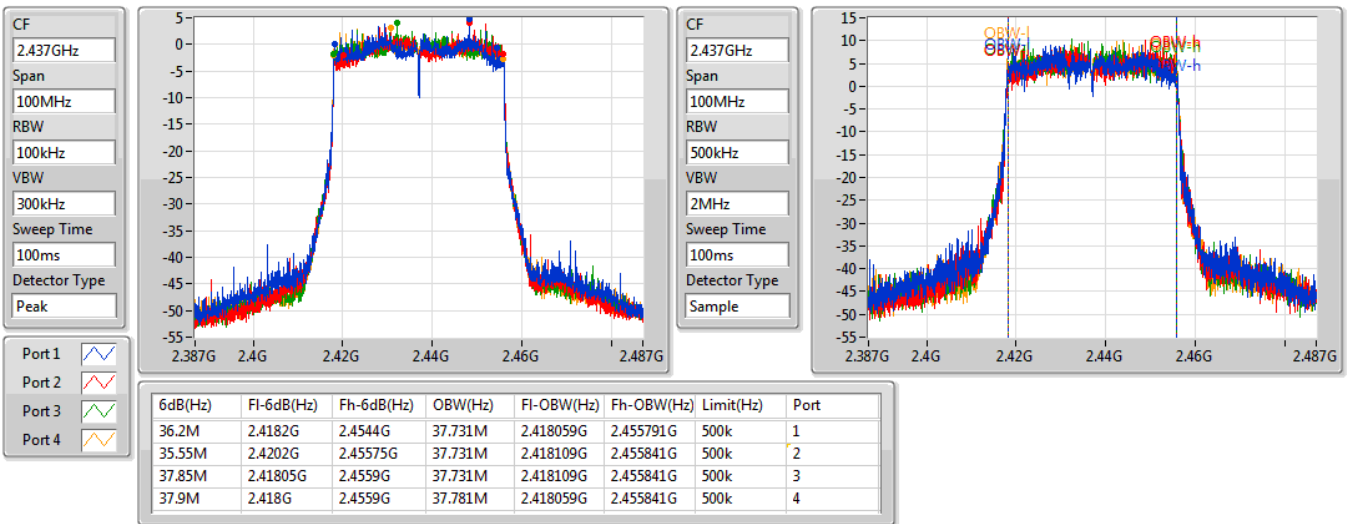 CF
2.437GHz
Span
100MHz
RBW
100kHz
VBW
300kHz
Sweep Time
100ms
Detector Type
Peak
5
0
-5
-10
-15
-20
-25
-30
-35
-40
-45
-50
-55
2.387G 2.4G 2.42G 2.44G 2.46G 2.487G
CF
2.437GHz
Span
100MHz
RBW
500kHz
VBW
2MHz
Sweep Time
100ms
Detector Type
Sample
15
10
5
0
-5
-10
-15
-20
-25
-30
-35
-40
-45
-50
-55
OBW-l
OBW-h
OBW-h
2.387G 2.4G 2.42G 2.44G 2.46G 2.487G
Port 1
Port 2
Port 3
Port 4
6dB(Hz) Fl-6dB(Hz) Fh-6dB(Hz) OBW(Hz) Fl-OBW(Hz) Fh-OBW(Hz) Limit(Hz) Port
36.2M 2.4182G 2.4544G 37.731M 2.418059G 2.455791G 500k 1
35.55M 2.4202G 2.45575G 37.731M 2.418109G 2.455841G 500k 2
37.85M 2.41805G 2.4559G 37.731M 2.418109G 2.455841G 500k 3
37.9M 2.418G 2.4559G 37.781M 2.418059G 2.455841G 500k 4